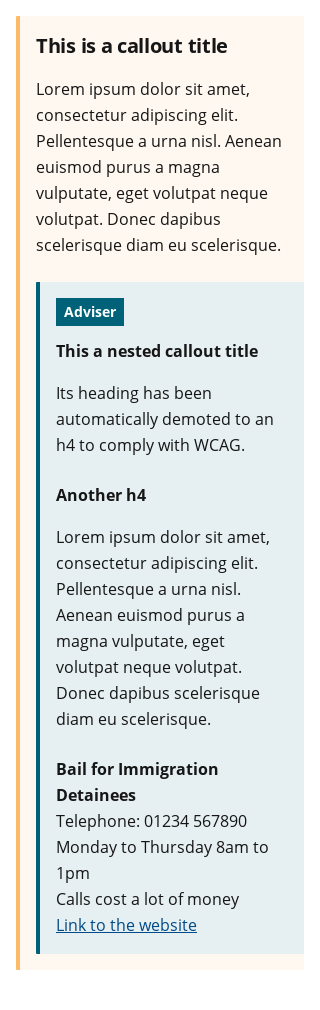 This is a callout title
Lorem ipsum dolor sit amet,
consectetur adipiscing elit.
Pellentesque a urna nisl. Aenean
euismod purus a magna
vulputate, eget volutpat neque
volutpat. Donec dapibus
scelerisque diam eu scelerisque.
Adviser
This a nested callout title
Its heading has been
automatically demoted to an
h4 to comply with WCAG.
Another h4
Lorem ipsum dolor sit amet,
consectetur adipiscing elit.
Pellentesque a urna nisl.
Aenean euismod purus a
magna vulputate, eget
volutpat neque volutpat.
Donec dapibus scelerisque
diam eu scelerisque.
Bail for Immigration
Detainees
Telephone: 01234 567890
Monday to Thursday 8am to
1pm
Calls cost a lot of money
Link to the website